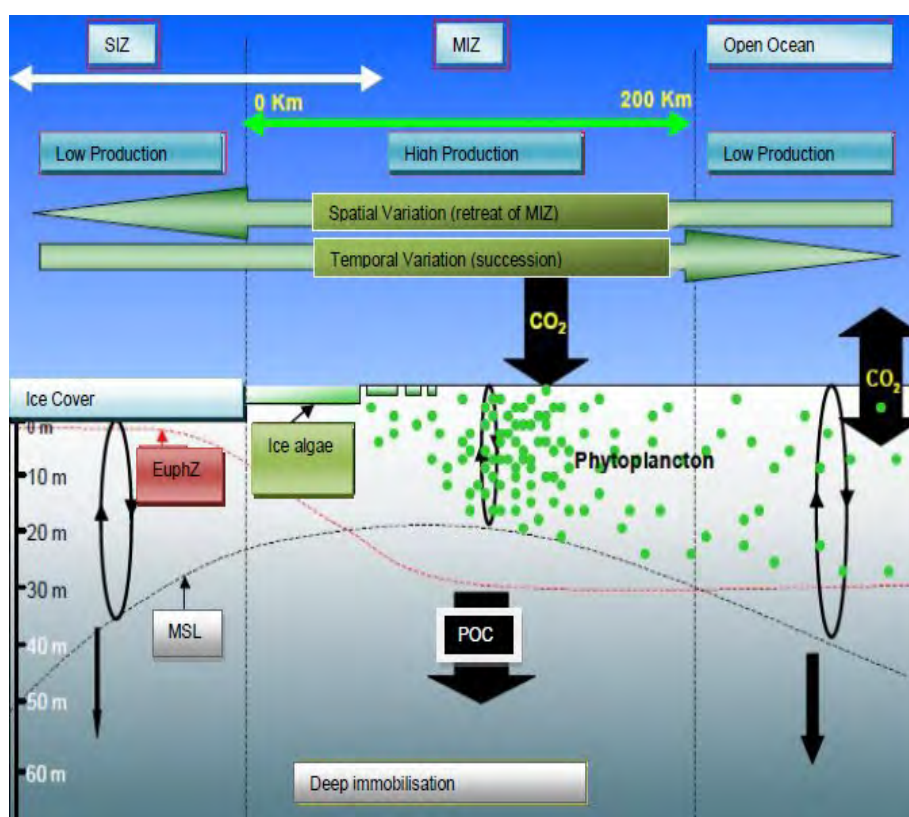 SIZ
MIZ
Open Ocean
0 Km
200 Km
Low Production
High Production
Low Production
Spatial Variation (retreat of MIZ)
Temporal Variation (succession)
CO₂
CO₂
Ice Cover
0 m
Ice algae
EuphZ
Phytoplancton
10 m
20 m
30 m
MSL
POC
40 m
50 m
60 m
Deep immobilisation